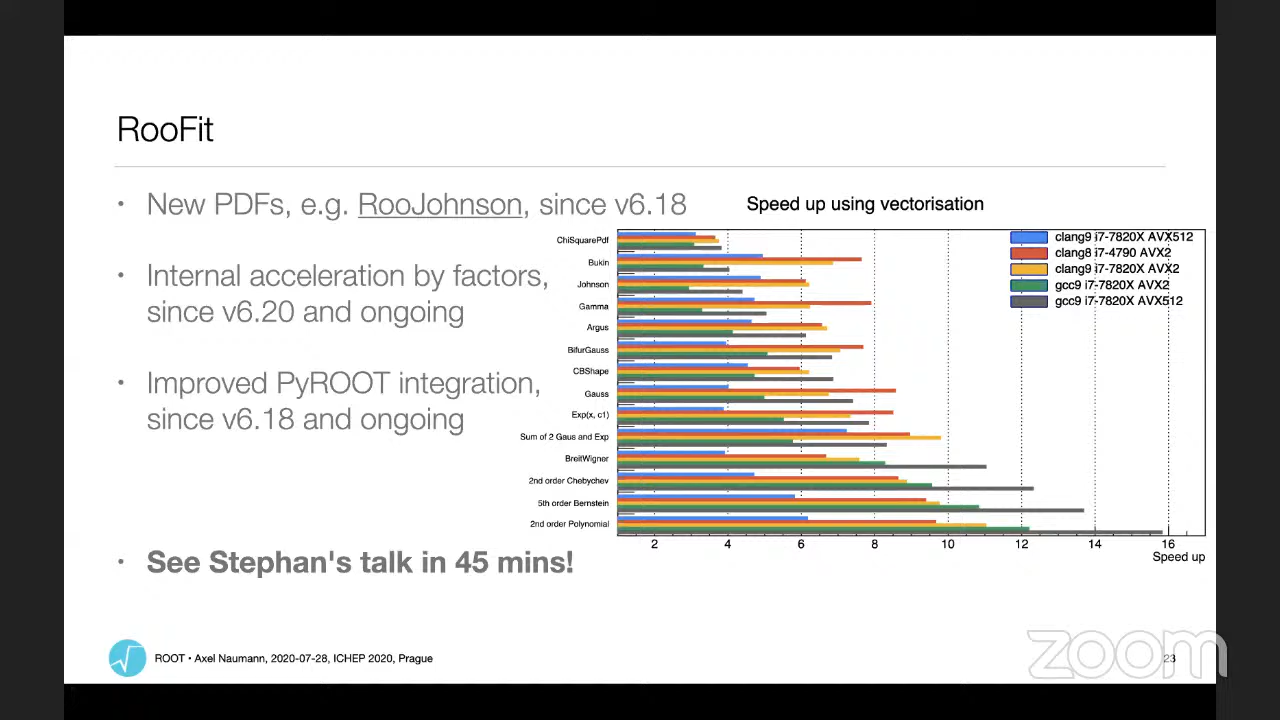 RooFit
• New PDFs, e.g. RooJohnson, since v6.18
• Internal acceleration by factors,
since v6.20 and ongoing
• Improved PyROOT integration,
since v6.18 and ongoing
• See Stephan's talk in 45 mins!
Speed up using vectorisation
clang9 i7-7820X AVX512
clang8 i7-4790 AVX2
clang9 i7-7820X AVX2
gcc9 i7-7820X AVX2
gcc9 i7-7820X AVX512
ChiSquarePdf
Bukin
Johnson
Gamma
Argus
BifurGauss
CBShape
Gauss
Exp(x, c1)
Sum of 2 Gaus and Exp
BreitWigner
2nd order Chebychev
5th order Bernstein
2nd order Polynomial
2 4 6 8 10 12 14 16
Speed up
ROOT • Axel Naumann, 2020-07-28, ICHEP 2020, Prague
23
zoom